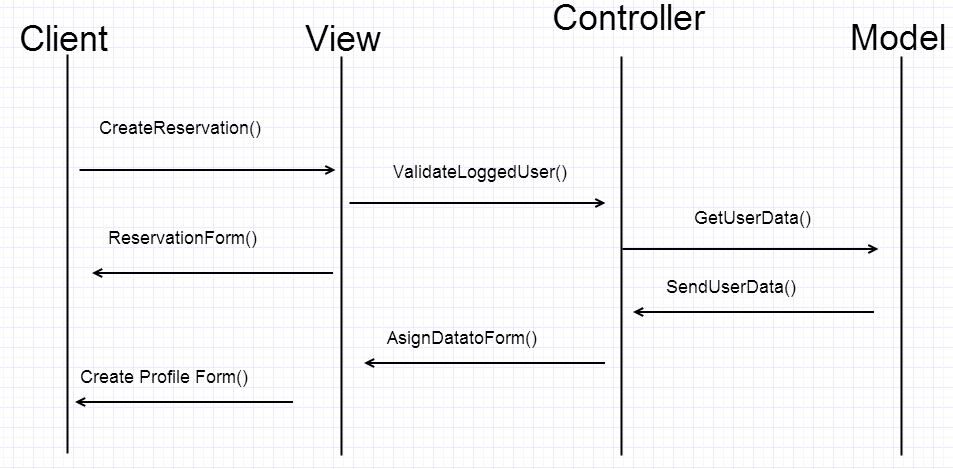 Client
View
Controller
Model
CreateReservation()
ValidateLoggedUser()
GetUserData()
ReservationForm()
SendUserData()
AsignDatatoForm()
Create Profile Form()